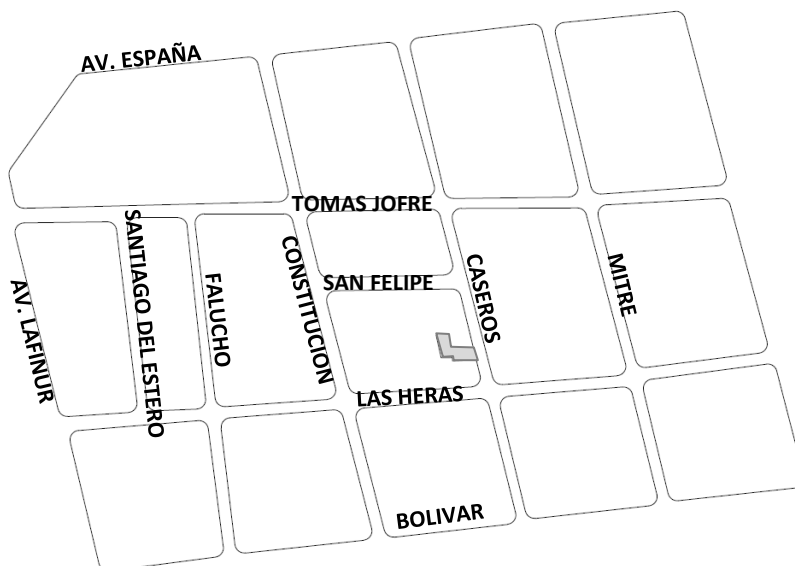 AV. ESPAÑA
TOMAS JOFRE
SANTIAGO DEL ESTERO
CONSTITUCION
CASEROS
MITRE
FALUCHO
SAN FELIPE
AV. LAFINUR
LAS HERAS
BOLIVAR